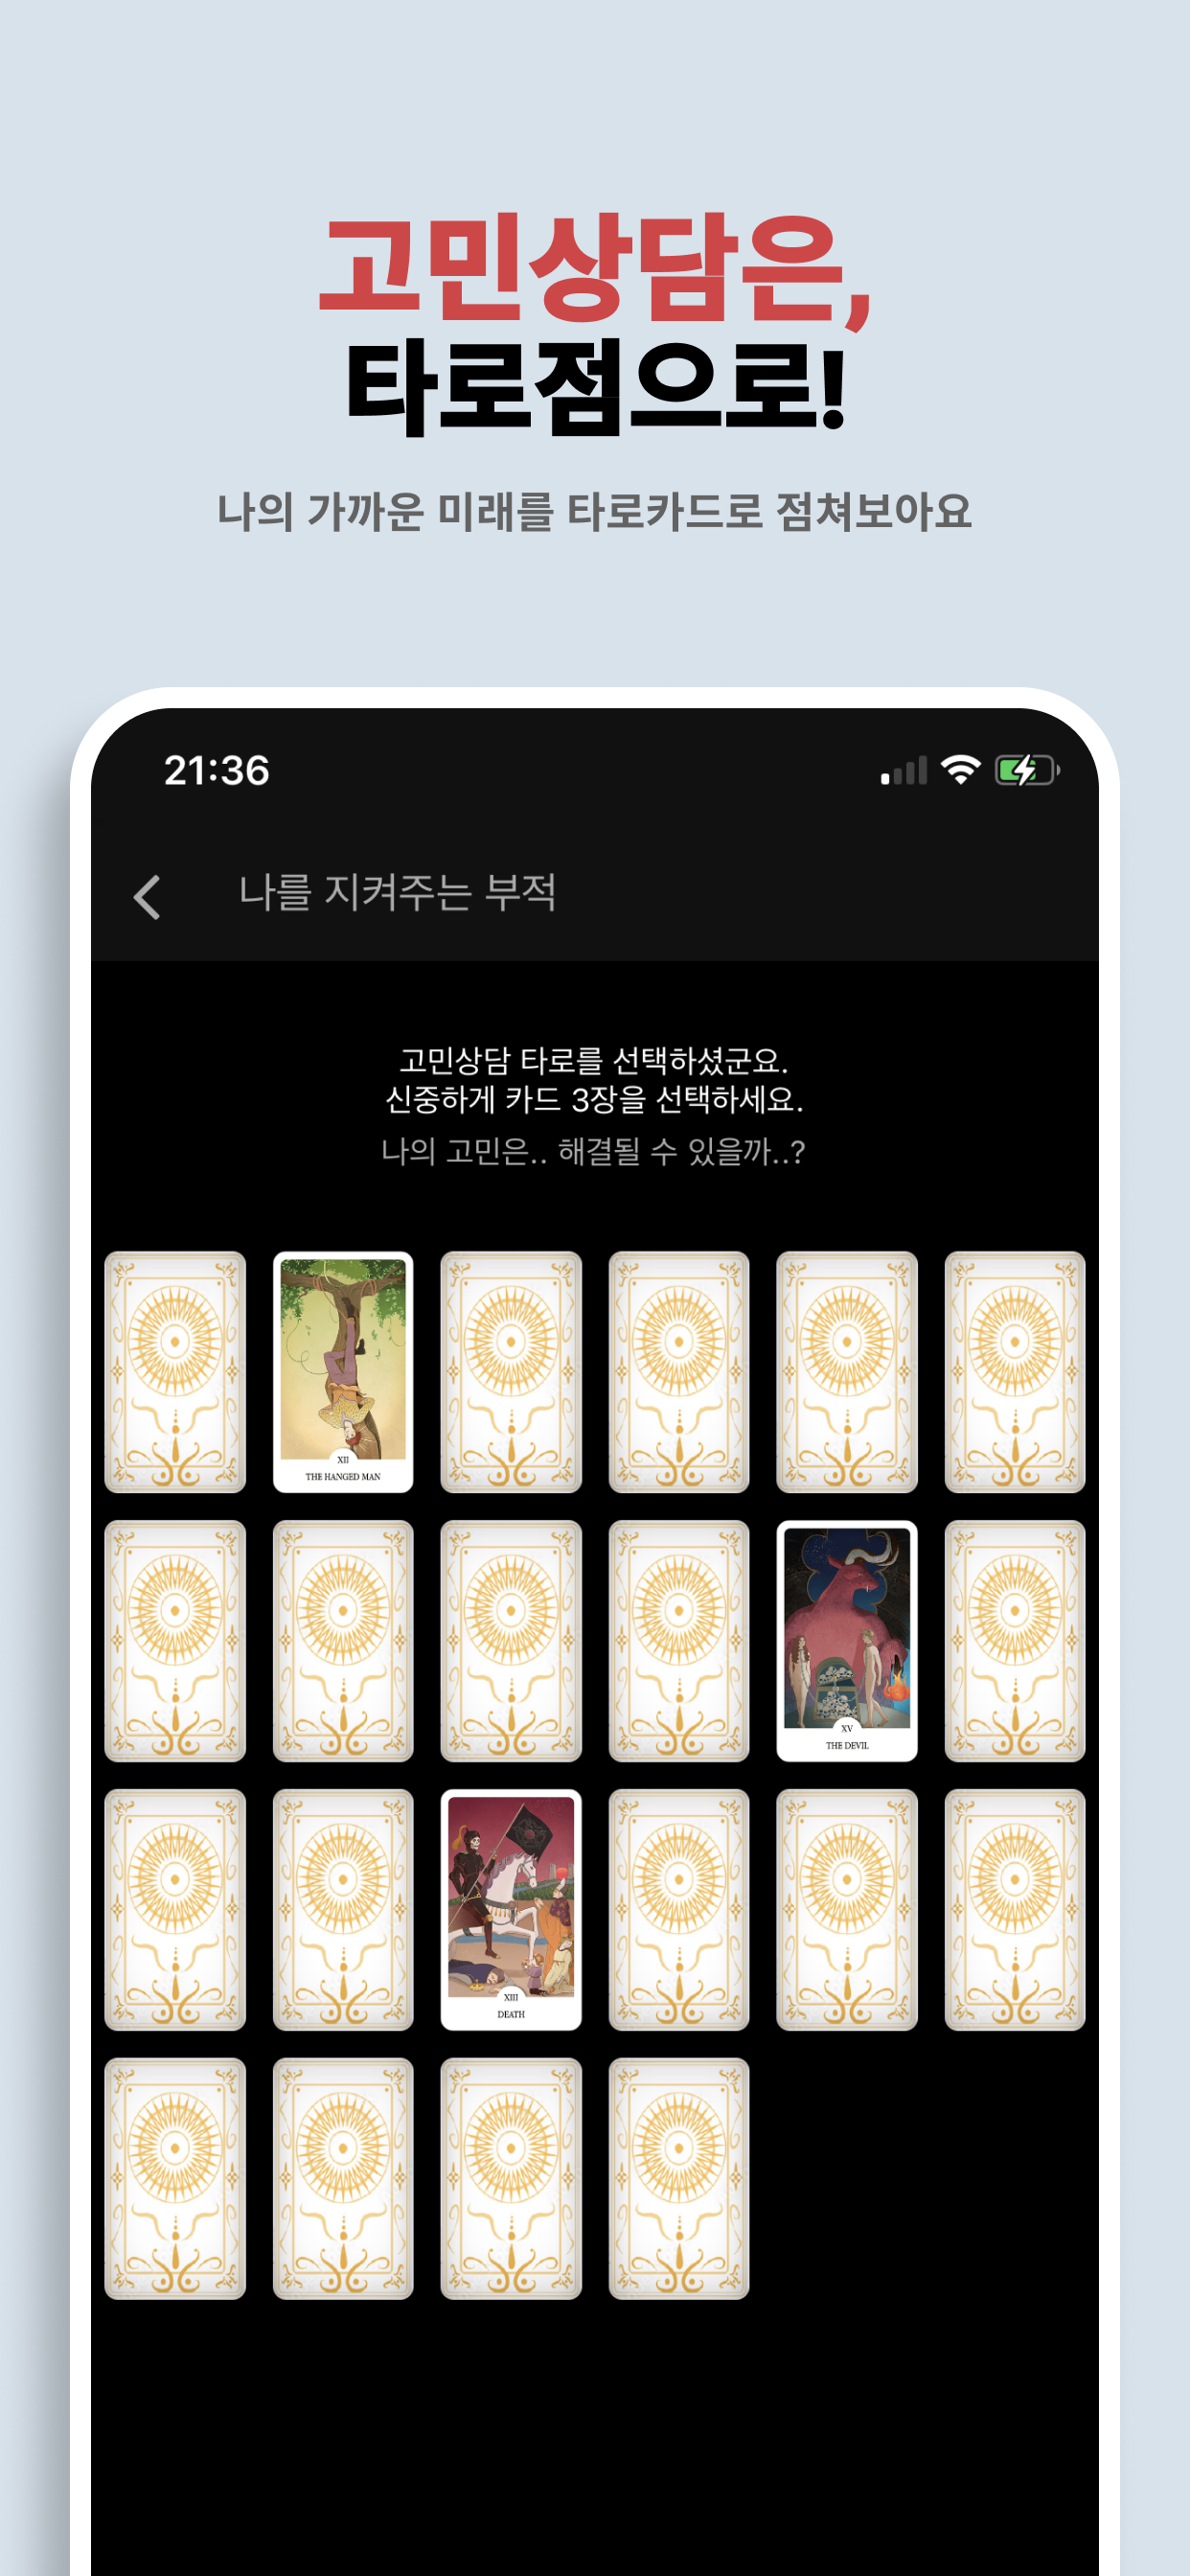 고민상담은,
타로점으로!
나의 가까운 미래를 타로카드로 점쳐보아요
21:36
나를 지켜주는 부적
고민상담 타로를 선택하셨군요.
신중하게 카드 3장을 선택하세요.
나의 고민은.. 해결될 수 있을까..?
XII
THE HANGED MAN
XV
THE DEVIL
XIII
DEATH